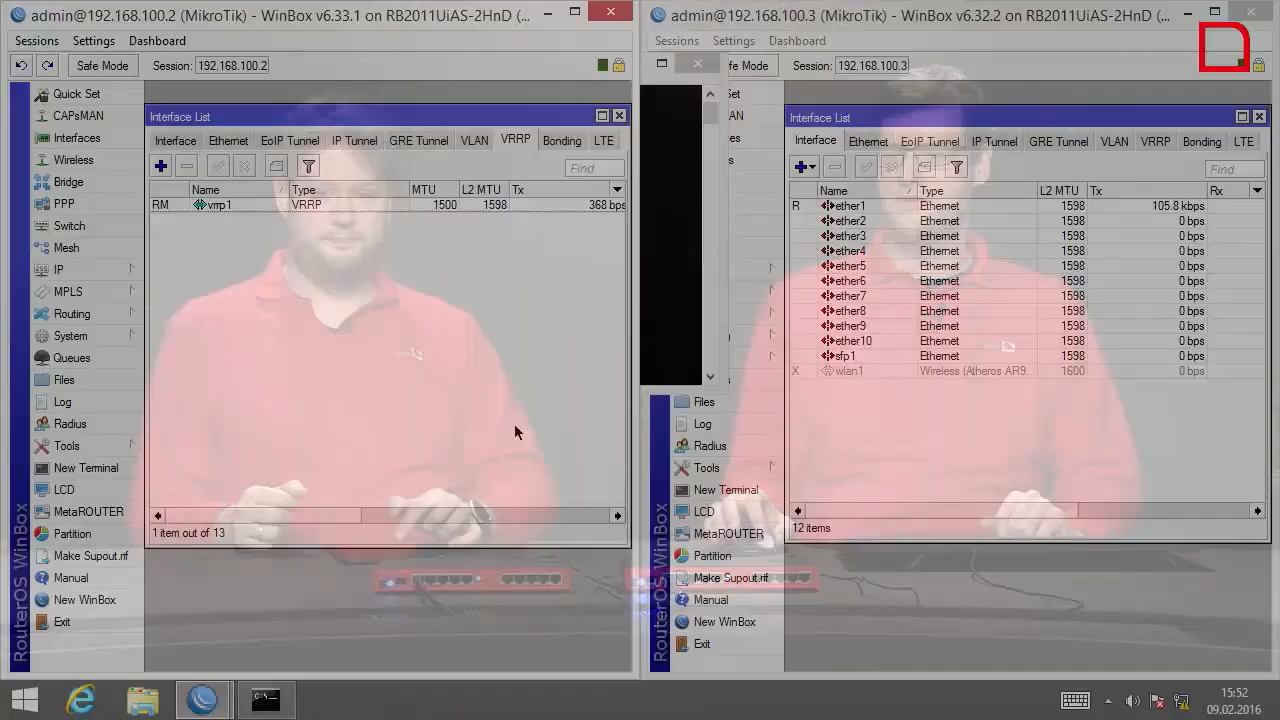 admin@192.168.100.2 (MikroTik) - WinBox v6.33.1 on RB2011UiAS-2HnD (...
Sessions Settings Dashboard
Safe Mode Session: 192.168.100.2
Quick Set
CAPsMAN
Interfaces
Wireless
Bridge
PPP
Switch
Mesh
IP
MPLS
Routing
System
Queues
Files
Log
Radius
Tools
New Terminal
LCD
MetaROUTER
Partition
Make Supout.rif
Manual
New WinBox
Exit
RouterOS WinBox
Interface List
Interface Ethernet EoIP Tunnel IP Tunnel GRE Tunnel VLAN VRRP Bonding LTE
Find
Name Type MTU L2 MTU Tx
RM vrrp1 VRRP 1500 1598 368 bps
1 item out of 13
admin@192.168.100.3 (MikroTik) - WinBox v6.32.2 on RB2011UiAS-2HnD (...
Sessions Settings Dashboard
fe Mode Session: 192.168.100.3
Set
MAN
Files
Log
Radius
Tools
New Terminal
LCD
MetaROUTER
Partition
Make Supout.rif
Manual
New WinBox
Exit
RouterOS WinBox
Interface List
Interface Ethernet EoIP Tunnel IP Tunnel GRE Tunnel VLAN VRRP Bonding LTE
Find
Name Type L2 MTU Tx Rx
R ether1 Ethernet 1598 105.8 kbps
ether2 Ethernet 1598 0 bps
ether3 Ethernet 1598 0 bps
ether4 Ethernet 1598 0 bps
ether5 Ethernet 1598 0 bps
ether6 Ethernet 1598 0 bps
ether7 Ethernet 1598 0 bps
ether8 Ethernet 1598 0 bps
ether9 Ethernet 1598 0 bps
ether10 Ethernet 1598 0 bps
sfp1 Ethernet 1598 0 bps
X wlan1 Wireless (Atheros AR9... 1600 0 bps
12 items
15:52
09.02.2016